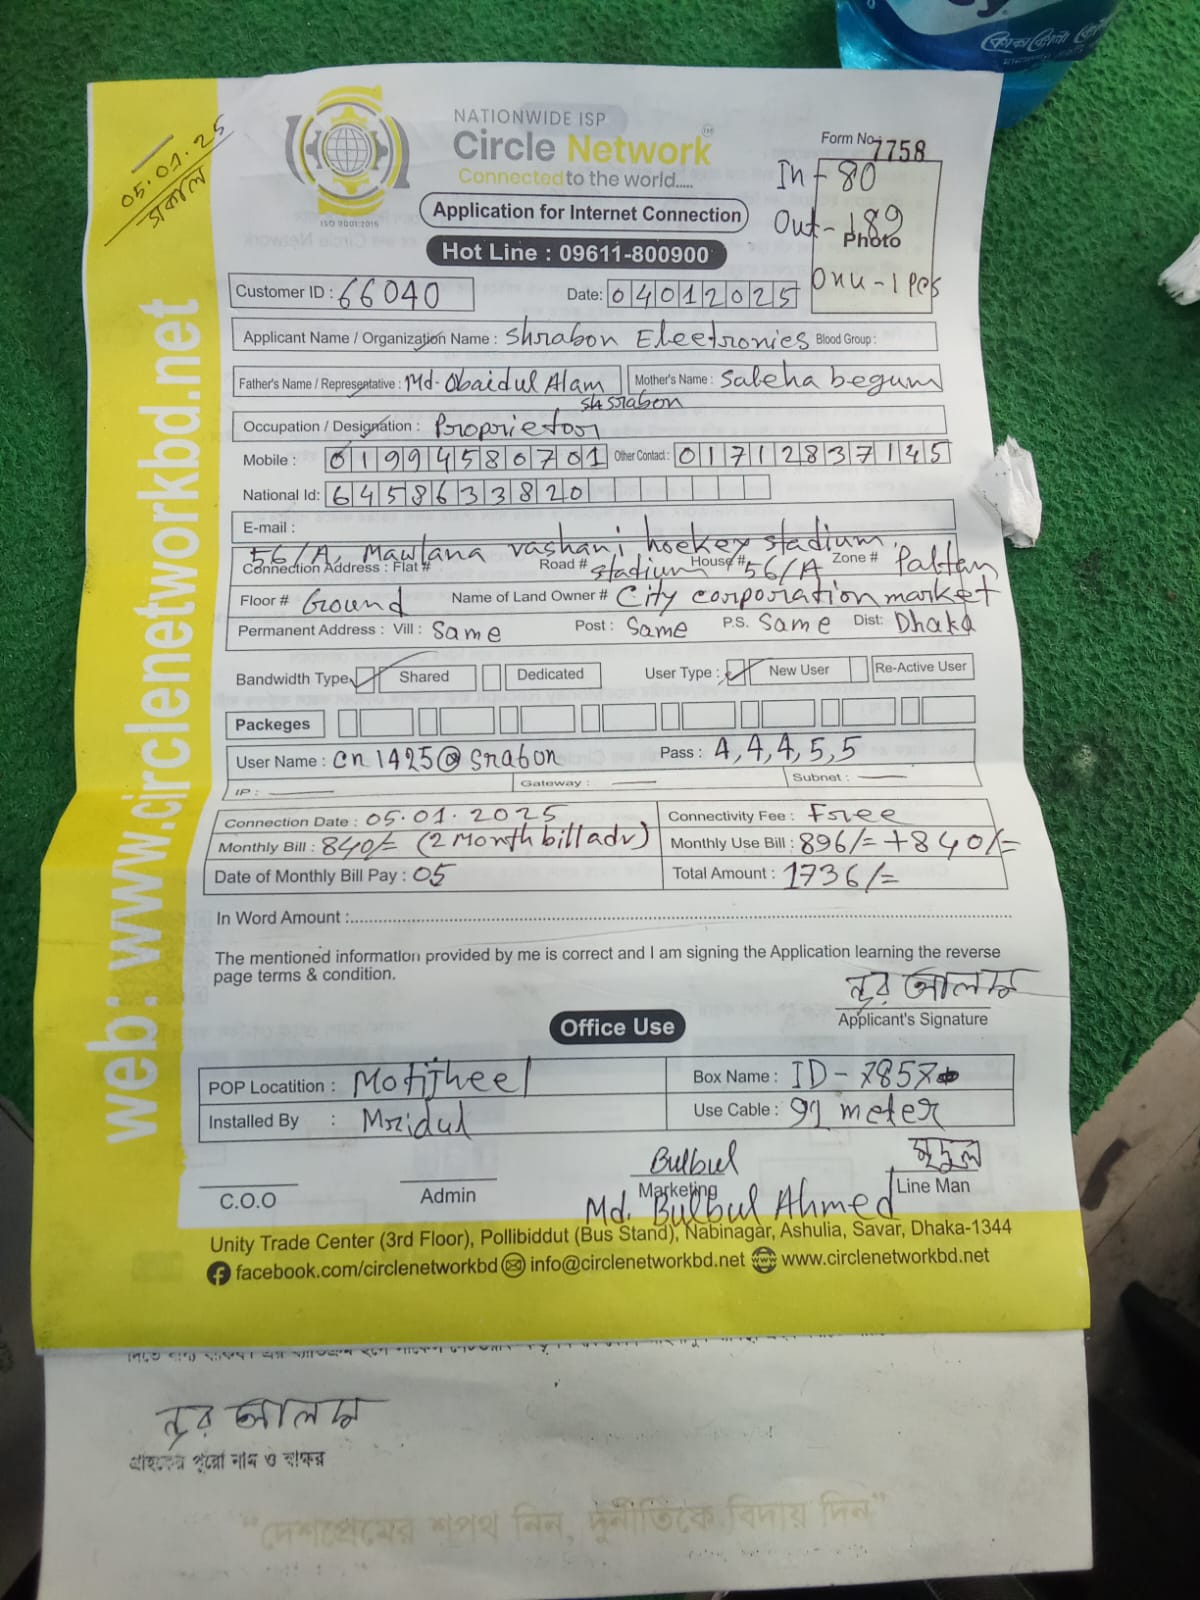 05.01.25
সকাল
NATIONWIDE ISP
Circle Network
Connected to the world.....
ISO 9001:2015
Form No. 7758
In - 80
Out - 189
Photo
Onu - 1 pcs
Application for Internet Connection
Hot Line : 09611-800900
Customer ID : 66040 Date: 04012025
Applicant Name / Organization Name : Shrabon Electronics Blood Group :
Father's Name / Representative : Md- Obaidul Alam Mother's Name : Saleha begum
Srabon
Occupation / Designation : Proprietor
Mobile : 01994580701 Other Contact : 01712837145
National Id: 6458633820
E-mail :
56/A, Mawlana vashani hockey stadium,
Connection Address : Flat # Road # stadium House # 56/A Zone # Paltan
Floor # Ground Name of Land Owner # City corporation market
Permanent Address : Vill : Same Post : Same P.S. Same Dist: Dhaka
Bandwidth Type Shared Dedicated User Type : New User Re-Active User
Packeges
User Name : cn1425@srabon Pass : 4,4,4,5,5
IP : Gateway : Subnet :
Connection Date : 05.01.2025 Connectivity Fee : Free
Monthly Bill : 840/= (2 Month bill adv) Monthly Use Bill : 896/= + 840/=
Date of Monthly Bill Pay : 05 Total Amount : 1736/=
In Word Amount :
The mentioned information provided by me is correct and I am signing the Application learning the reverse
page terms & condition.
নূর আলম
Applicant's Signature
Office Use
POP Locatition : Motijheel Box Name : ID - 7857
Installed By : Mridul Use Cable : 91 meter
Bulbul মৃদুল
C.O.O Admin Marketing Line Man
Md. Bulbul Ahmed
Unity Trade Center (3rd Floor), Pollibiddut (Bus Stand), Nabinagar, Ashulia, Savar, Dhaka-1344
facebook.com/circlenetworkbd info@circlenetworkbd.net www.circlenetworkbd.net
web: www.circlenetworkbd.net
নূর আলম
গ্রাহকের পুরো নাম ও স্বাক্ষর
"দেশপ্রেমের শপথ নিন, দুর্নীতিকে বিদায় দিন"